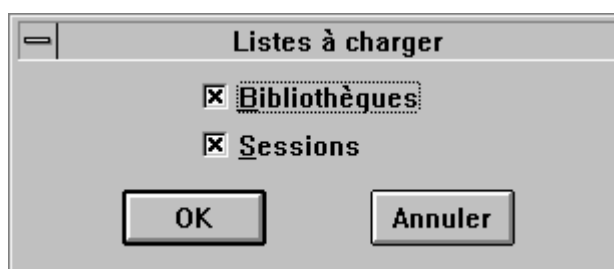 Listes à charger
Bibliothèques
Sessions
OK Annuler